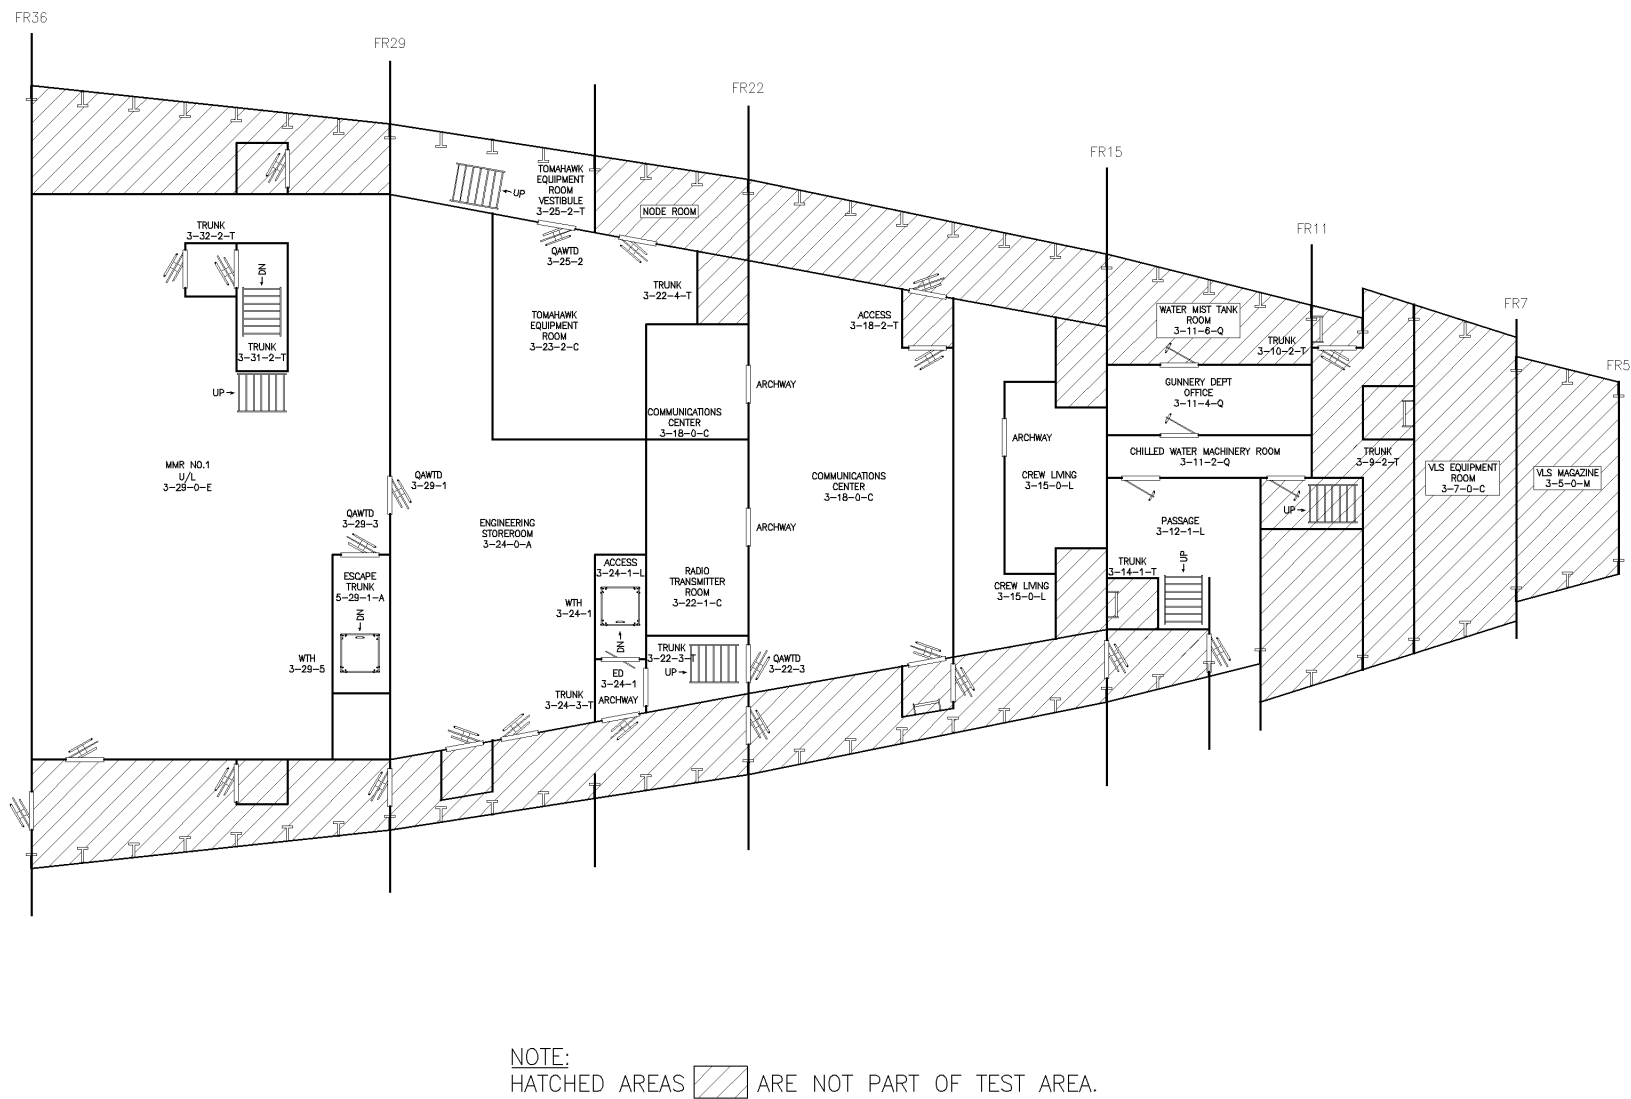 FR36
FR29
FR22
FR15
FR11
FR7
FR5
TRUNK
3-32-2-T
DN
TRUNK
3-31-2-T
UP
MMR NO.1
U/L
3-29-0-E
QAWTD
3-29-3
ESCAPE
TRUNK
5-29-1-A
DN
WTH
3-29-5
QAWTD
3-29-1
UP
TOMAHAWK
EQUIPMENT
ROOM
VESTIBULE
3-25-2-T
QAWTD
3-25-2
NODE ROOM
TRUNK
3-22-4-T
TOMAHAWK
EQUIPMENT
ROOM
3-23-2-C
COMMUNICATIONS
CENTER
3-18-0-C
ENGINEERING
STOREROOM
3-24-0-A
ACCESS
3-24-1-L
WTH
3-24-1
DN
ED
3-24-1
ARCHWAY
TRUNK
3-24-3-T
RADIO
TRANSMITTER
ROOM
3-22-1-C
TRUNK
3-22-3-T
UP
QAWTD
3-22-3
ARCHWAY
ARCHWAY
ACCESS
3-18-2-T
COMMUNICATIONS
CENTER
3-18-0-C
ARCHWAY
CREW LIVING
3-15-0-L
CREW LIVING
3-15-0-L
WATER MIST TANK
ROOM
3-11-6-Q
TRUNK
3-10-2-T
GUNNERY DEPT
OFFICE
3-11-4-Q
CHILLED WATER MACHINERY ROOM
3-11-2-Q
PASSAGE
3-12-1-L
UP
TRUNK
3-14-1-T
UP
TRUNK
3-9-2-T
VLS EQUIPMENT
ROOM
3-7-0-C
VLS MAGAZINE
3-5-0-M
NOTE:
HATCHED AREAS ARE NOT PART OF TEST AREA.